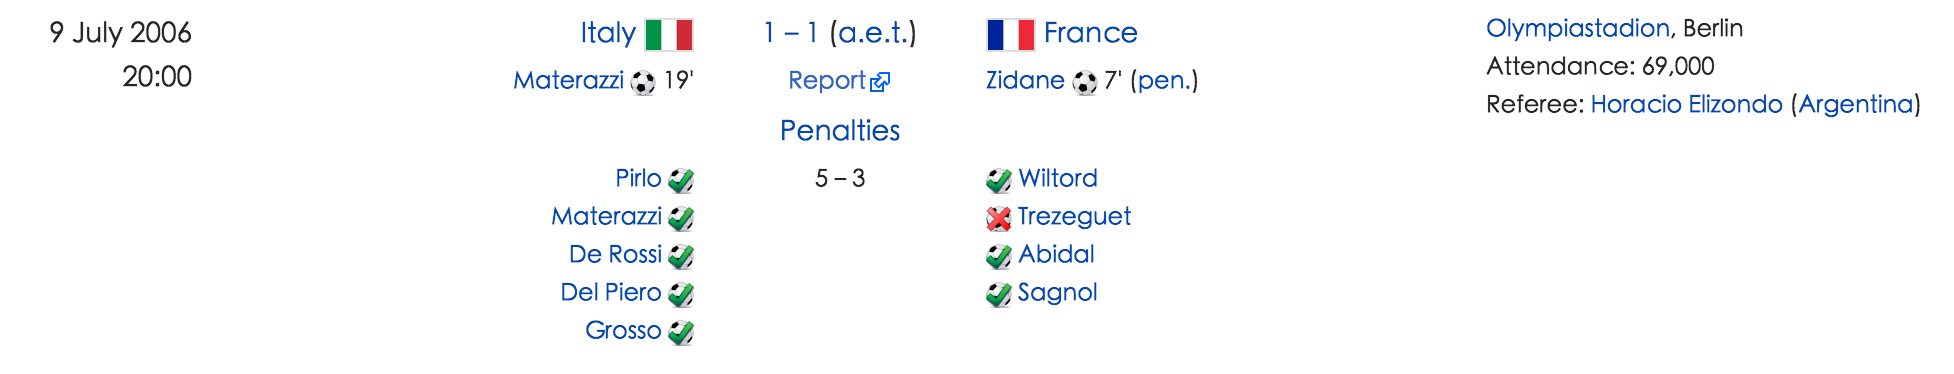 9 July 2006
20:00
Italy 1 – 1 (a.e.t.) France
Materazzi 19' Report Zidane 7' (pen.)
Penalties
Pirlo 5 – 3 Wiltord
Materazzi Trezeguet
De Rossi Abidal
Del Piero Sagnol
Grosso
Olympiastadion, Berlin
Attendance: 69,000
Referee: Horacio Elizondo (Argentina)